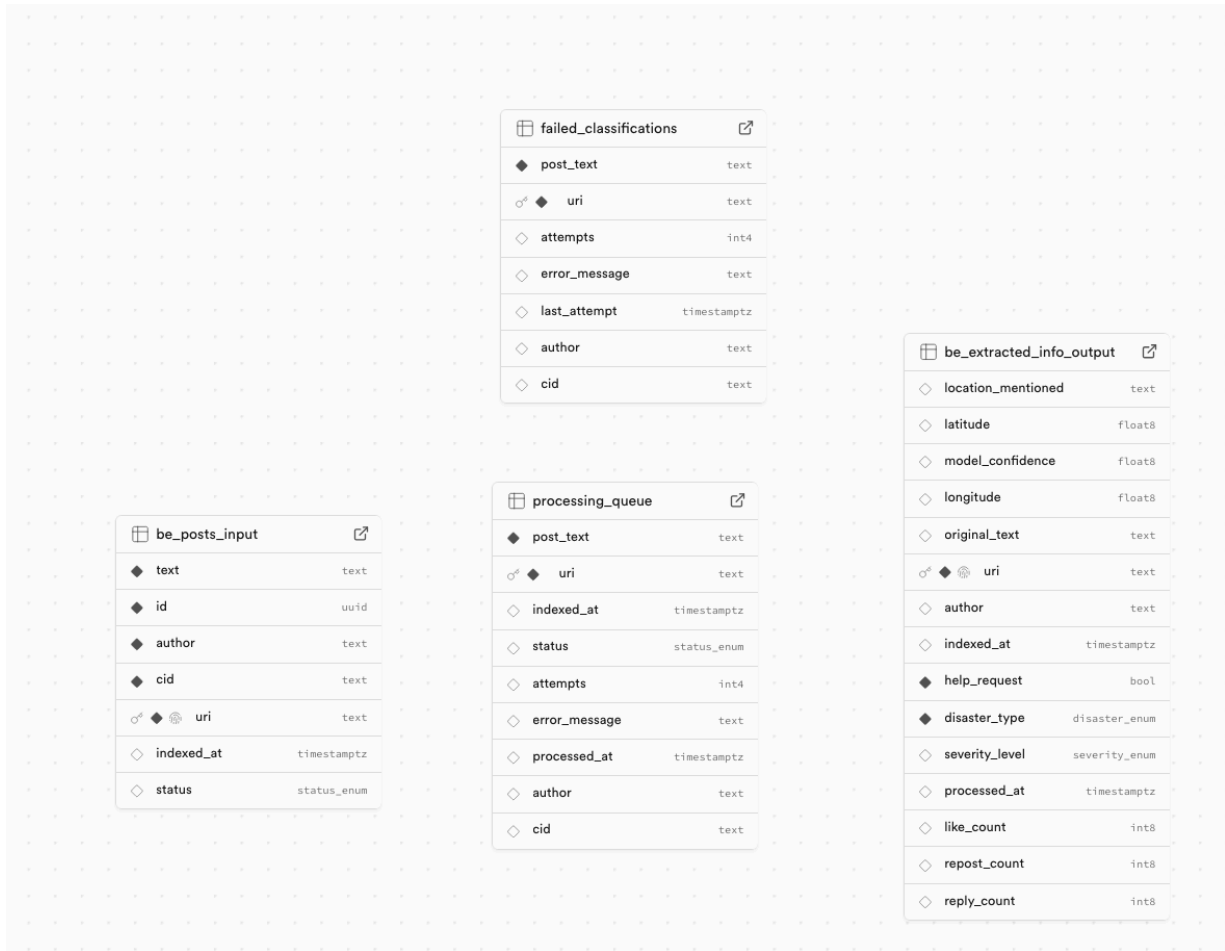 failed_classifications
post_text text
uri text
attempts int4
error_message text
last_attempt timestamptz
author text
cid text
be_extracted_info_output
location_mentioned text
latitude float8
model_confidence float8
longitude float8
original_text text
uri text
author text
indexed_at timestamptz
help_request bool
disaster_type disaster_enum
severity_level severity_enum
processed_at timestamptz
like_count int8
repost_count int8
reply_count int8
processing_queue
post_text text
uri text
indexed_at timestamptz
status status_enum
attempts int4
error_message text
processed_at timestamptz
author text
cid text
be_posts_input
text text
id uuid
author text
cid text
uri text
indexed_at timestamptz
status status_enum